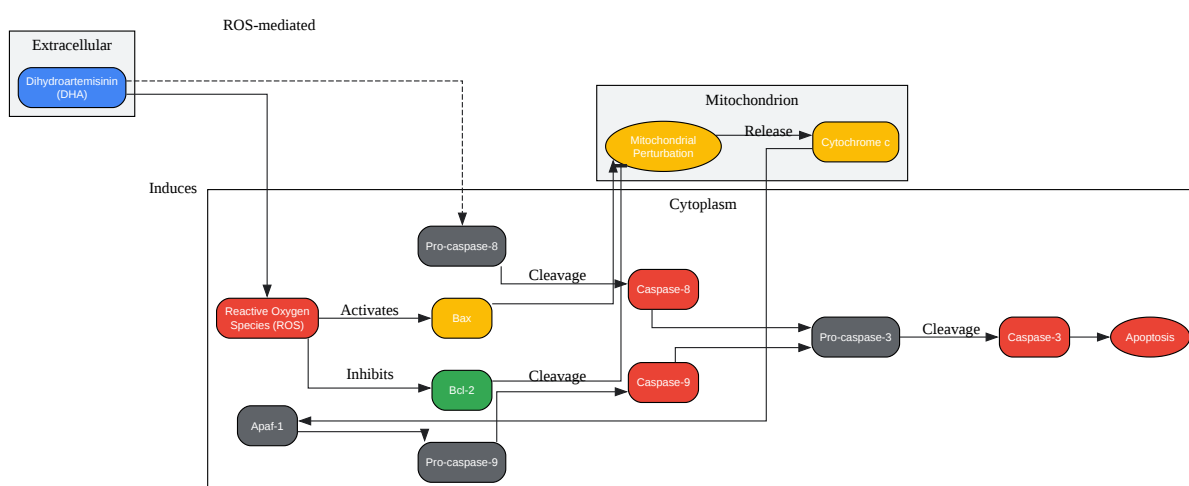 ROS-mediated
Extracellular
Dihydroartemisinin
(DHA)
Mitochondrion
Release
Mitochondrial
Perturbation
Cytochrome c
Induces
Cytoplasm
Pro-caspase-8
Cleavage
Caspase-8
Reactive Oxygen
Species (ROS)
Activates
Bax
Pro-caspase-3
Cleavage
Caspase-3
Apoptosis
Inhibits
Bcl-2
Cleavage
Caspase-9
Apaf-1
Pro-caspase-9